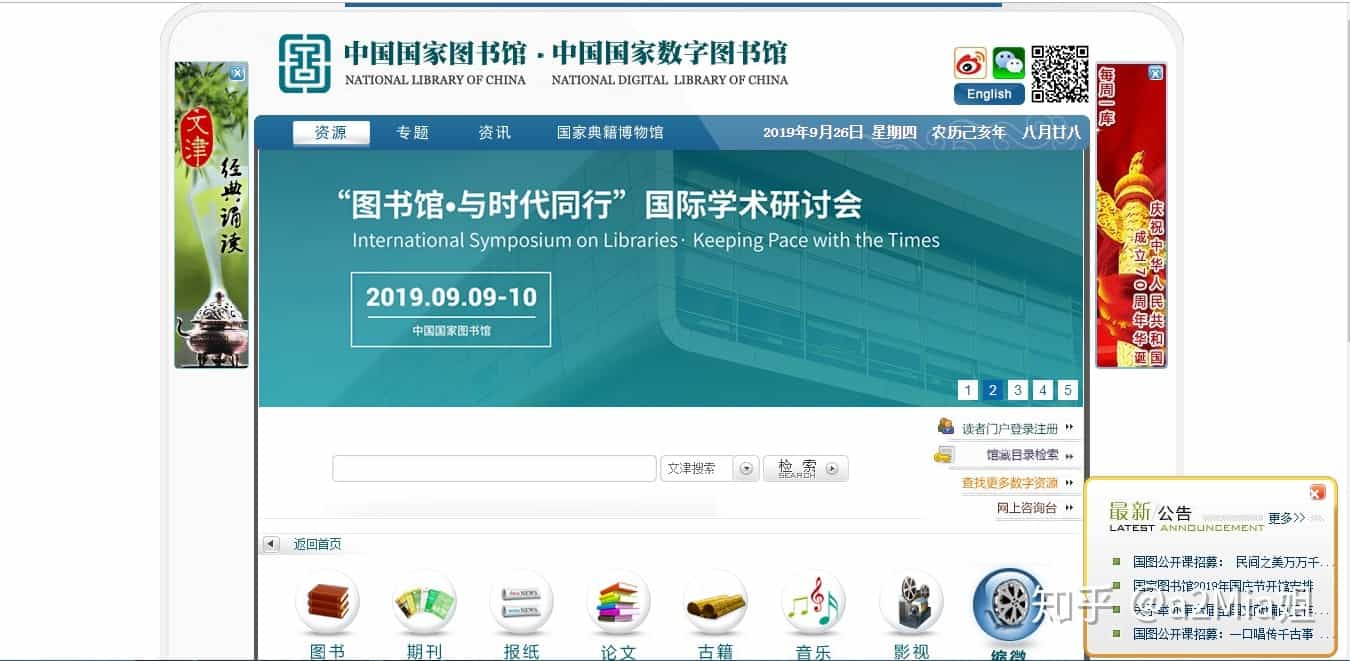 中国国家图书馆·中国国家数字图书馆
NATIONAL LIBRARY OF CHINA NATIONAL DIGITAL LIBRARY OF CHINA
English
文津
经典诵读
每周一库
庆祝中华人民共和国
成立70周年华诞
资源 专题 资讯 国家典籍博物馆 2019年9月26日 星期四 农历己亥年 八月廿八
“图书馆•与时代同行”国际学术研讨会
International Symposium on Libraries· Keeping Pace with the Times
2019.09.09-10
中国国家图书馆
1 2 3 4 5
读者门户登录注册
馆藏目录检索
查找更多数字资源
网上咨询台
文津搜索 检 索
SEARCH
返回首页
图书 期刊 报纸 论文 古籍 音乐 影视 缩微
最新公告 更多>>
LATEST ANNOUNCEMENT
国图公开课招募： 民间之美万万千...
国家图书馆2019年国庆节开馆安排
国图公开课招募：一口唱传千古事 ...
知乎 @a2Mia姐